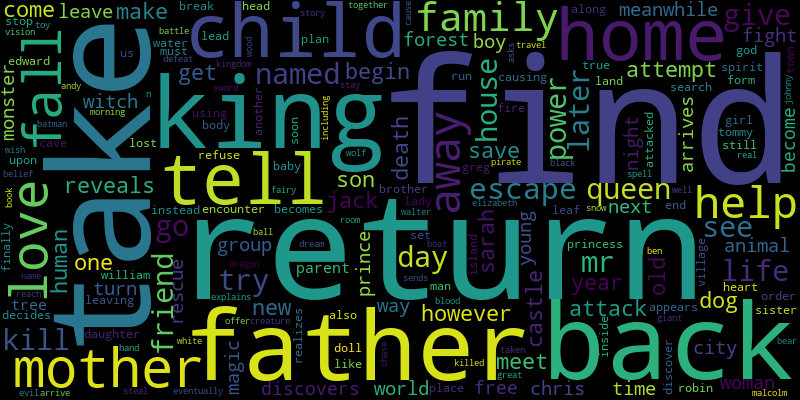 come
leave
make
break
head
story
together
cause
family
meanwhile
along
god
stop
toy
vision
lead
plan
us
battle
water
must
defeat
wood
child
forest
boy
home
give
fight
edward
andy
n
morning
kingdom
sword
stay
get
named
begin
asks
travel
run
causing
true
land
attempt
spirit
form
town
monster
fall
witch
batman
take
king
using
body
another
soon
including
death
house
away
find
power
later
search
fire
night
attacked
arrives
girl
tommy
still
real
johnny
become
lost
cave
wish
upon
belief
reveals
tell
refuse
baby
fairy
son
wolf
brother
greg
save
pirate
black
spell
well
escape
queen
snow
help
book
love
human
instead
encounter
becomes
jack
lady
elizabeth
young
leaf
next
end
see
go
ball
walter
room
set
sarah
princess
village
ben
animal
finally
one
william
friend
group
dream
prince
day
boat
island
mr
year
old
life
name
reach
turn
leaving
rescue
try
parent
dragon
explains
sends
man
castle
dog
heart
order
tree
decides
kill
daughter
hand
white
new
return
way
blood
however
attack
appears
giant
sister
magic
offer
creature
also
realizes
doll
like
chase
killed
taken
great
meet
inside
city
discover
bear
mother
father
back
evil
arrive
steal
eventually
discovers
world
place
free
chris
time
robin
woman
malcolm